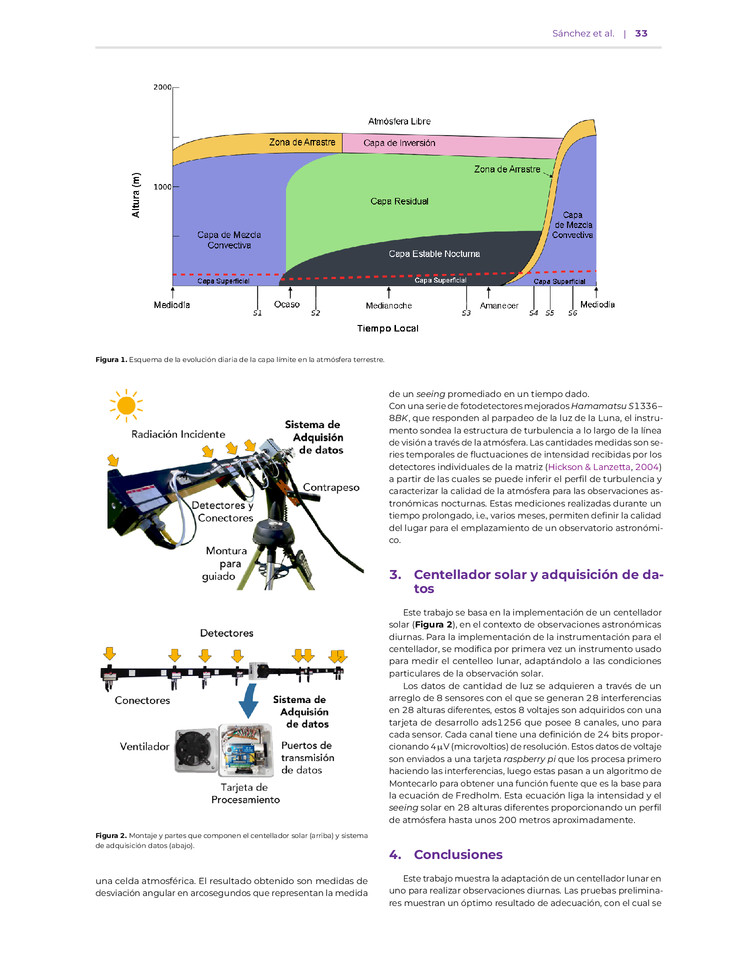 Sánchez et al. | 33
2000
Atmósfera Libre
Zona de Arrastre
Capa de Inversión
Zona de Arrastre
1000
Altura (m)
Capa Residual
Capa de Mezcla
Convectiva
Capa
de Mezcla
Convectiva
Capa Estable Nocturna
Capa Superficial
Capa Superficial
Capa Superficial
Mediodía
S1
Ocaso
S2
Medianoche
S3
Amanecer
S4
S5
S6
Mediodía
Tiempo Local
Figura 1. Esquema de la evolución diaria de la capa límite en la atmósfera terrestre.
Radiación Incidente
Sistema de
Adquisión
de datos
Contrapeso
Detectores y
Conectores
Montura
para
guiado
Detectores
Conectores
Sistema de
Adquisión
de datos
Ventilador
Puertos de
transmisión
de datos
Tarjeta de
Procesamiento
Figura 2. Montaje y partes que componen el centellador solar (arriba) y sistema
de adquisición datos (abajo).
una celda atmosférica. El resultado obtenido son medidas de
desviación angular en arcosegundos que representan la medida
de un seeing promediado en un tiempo dado.
Con una serie de fotodetectores mejorados Hamamatsu S1336–
8BK, que responden al parpadeo de la luz de la Luna, el instru-
mento sondea la estructura de turbulencia a lo largo de la línea
de visión a través de la atmósfera. Las cantidades medidas son se-
ries temporales de fluctuaciones de intensidad recibidas por los
detectores individuales de la matriz (Hickson & Lanzetta, 2004)
a partir de las cuales se puede inferir el perfil de turbulencia y
caracterizar la calidad de la atmósfera para las observaciones as-
tronómicas nocturnas. Estas mediciones realizadas durante un
tiempo prolongado, i.e., varios meses, permiten definir la calidad
del lugar para el emplazamiento de un observatorio astronómi-
co.
3. Centellador solar y adquisición de da-
tos
Este trabajo se basa en la implementación de un centellador
solar (Figura 2), en el contexto de observaciones astronómicas
diurnas. Para la implementación de la instrumentación para el
centellador, se modifica por primera vez un instrumento usado
para medir el centelleo lunar, adaptándolo a las condiciones
particulares de la observación solar.
Los datos de cantidad de luz se adquieren a través de un
arreglo de 8 sensores con el que se generan 28 interferencias
en 28 alturas diferentes, estos 8 voltajes son adquiridos con una
tarjeta de desarrollo ads1256 que posee 8 canales, uno para
cada sensor. Cada canal tiene una definición de 24 bits propor-
cionando 4μV (microvoltios) de resolución. Estos datos de voltaje
son enviados a una tarjeta raspberry pi que los procesa primero
haciendo las interferencias, luego estas pasan a un algoritmo de
Montecarlo para obtener una función fuente que es la base para
la ecuación de Fredholm. Esta ecuación liga la intensidad y el
seeing solar en 28 alturas diferentes proporcionando un perfil
de atmósfera hasta unos 200 metros aproximadamente.
4. Conclusiones
Este trabajo muestra la adaptación de un centellador lunar en
uno para realizar observaciones diurnas. Las pruebas prelimina-
res muestran un óptimo resultado de adecuación, con el cual se